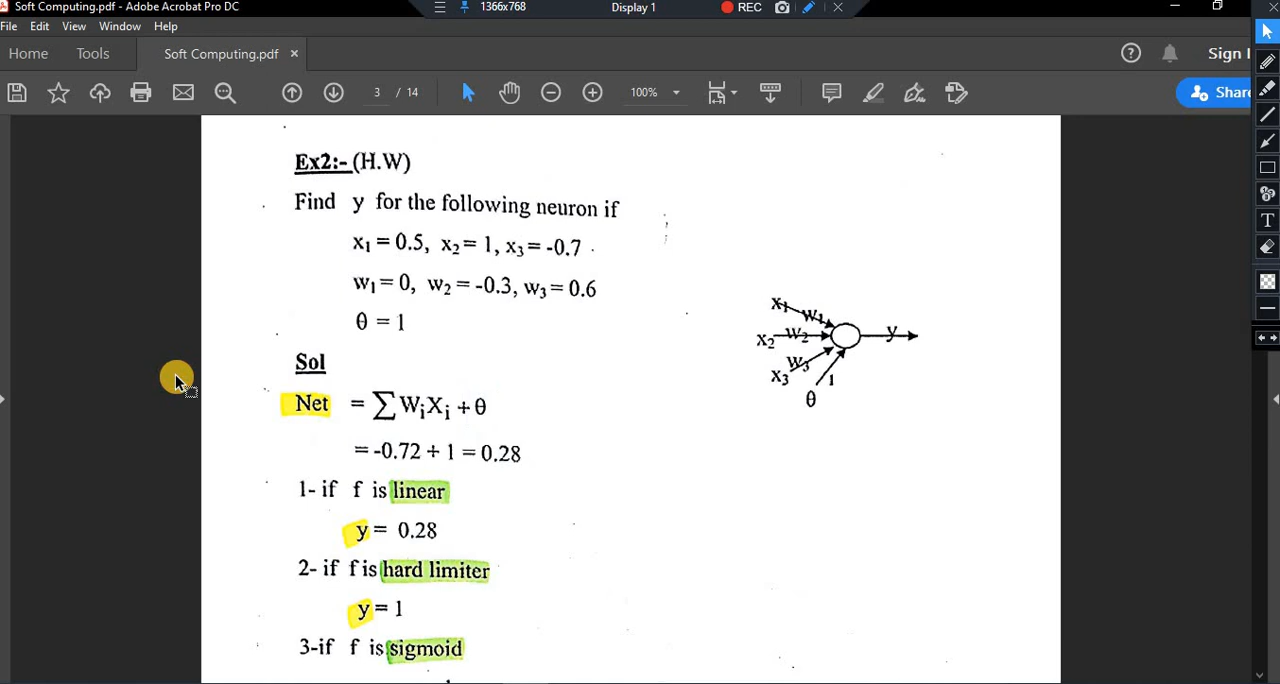 Soft Computing.pdf - Adobe Acrobat Pro DC
1366x768
Display 1
REC
File Edit View Window Help
Home Tools Soft Computing.pdf
Sign I
3 / 14
100%
Share
Ex2:- (H.W)
Find y for the following neuron if
x₁ = 0.5, x₂ = 1, x₃ = -0.7
w₁ = 0, w₂ = -0.3, w₃ = 0.6
θ = 1
x₁ w₁
x₂ w₂ y
w₃
x₃ 1
θ
Sol
Net = ∑WᵢXᵢ + θ
= -0.72 + 1 = 0.28
1- if f is linear
y = 0.28
2- if f is hard limiter
y = 1
3-if f is sigmoid
T